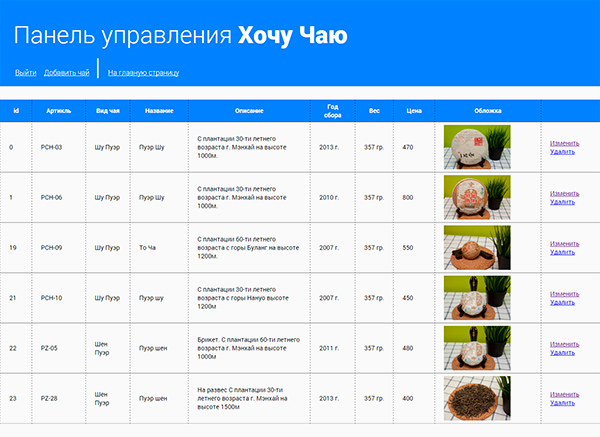 Панель управления Хочу Чаю
Выйти Добавить чай На главную страницу
id Артикль Вид чая Название Описание Год сбора Вес Цена Обложка
0 PCH-03 Шу Пуэр Пуэр Шу С плантации 30-ти летнего возраста г. Мэнхай на высоте 1000м. 2013 г. 357 гр. 470 Изменить Удалить
1 PCH-06 Шу Пуэр Пуэр Шу С плантации 30-ти летнего возраста г. Мэнхай на высоте 1000м. 2010 г. 357 гр. 800 Изменить Удалить
19 PCH-09 Шу Пуэр То Ча С плантации 60-ти летнего возраста с горы Буланг на высоте 1200м. 2007 г. 357 гр. 550 Изменить Удалить
21 PCH-10 Шу Пуэр Пуэр шу С плантации 30-ти летнего возраста с горы Нануо высоте 1200м 2007 г. 357 гр. 450 Изменить Удалить
22 PZ-05 Шен Пуэр Пуэр шен Брикет. С плантации 60-ти летнего возраста г. Мэнхай на высоте 1000м 2011 г. 357 гр. 480 Изменить Удалить
23 PZ-28 Шен Пуэр Пуэр шен На развес С плантации 30-ти летнего возраста г. Мэнхай на высоте 1500м 2013 г. 357 гр. 400 Изменить Удалить